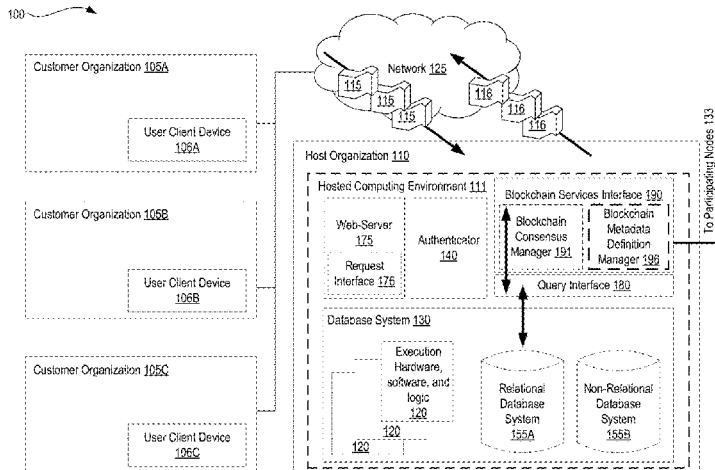 100
Customer Organization 105A
User Client Device
106A
Customer Organization 105B
User Client Device
106B
Customer Organization 105C
User Client Device
106C
Network 125
115
115
115
116
116
116
To Participating Nodes 133
Host Organization 110
Hosted Computing Environment 111
Web-Server
175
Request
Interface 176
Authenticator
140
Blockchain Services Interface 190
Blockchain
Consensus
Manager 191
Blockchain
Metadata
Definition
Manager 196
Query Interface 180
Database System 130
Execution
Hardware,
software, and
logic
120
120
120
Relational
Database
System
155A
Non-Relational
Database
System
155B